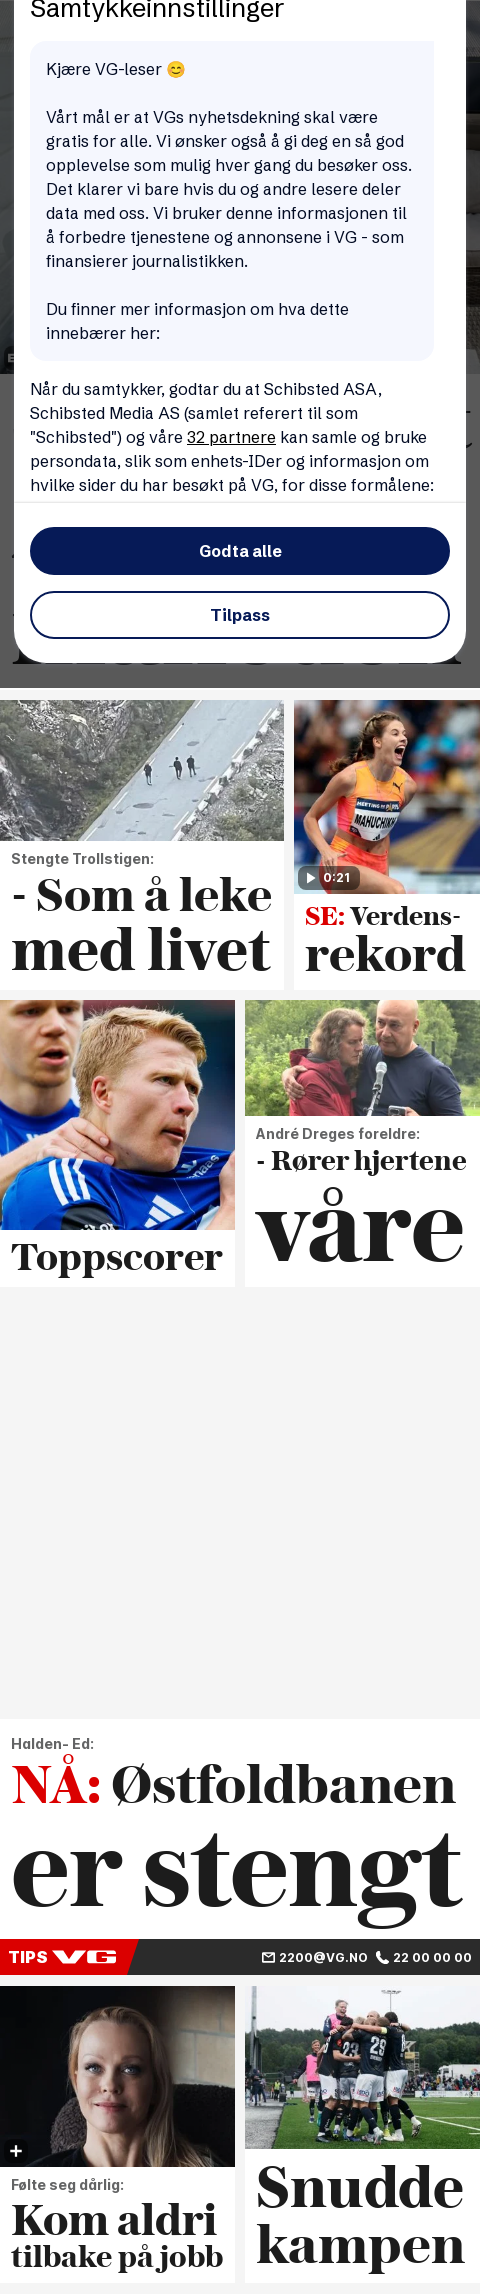 Samtykkeinnstillinger
Kjære VG-leser 😊
Vårt mål er at VGs nyhetsdekning skal være
gratis for alle. Vi ønsker også å gi deg en så god
opplevelse som mulig hver gang du besøker oss.
Det klarer vi bare hvis du og andre lesere deler
data med oss. Vi bruker denne informasjonen til
å forbedre tjenestene og annonsene i VG - som
finansierer journalistikken.
Du finner mer informasjon om hva dette
innebærer her:
Når du samtykker, godtar du at Schibsted ASA,
Schibsted Media AS (samlet referert til som
"Schibsted") og våre 32 partnere kan samle og bruke
persondata, slik som enhets-IDer og informasjon om
hvilke sider du har besøkt på VG, for disse formålene:
Godta alle
Tilpass
Stengte Trollstigen:
- Som å leke
med livet
MEETING DE PARIS
MAHUCHIKH
0:21
SE: Verdens-
rekord
Toppscorer
André Dreges foreldre:
- Rører hjertene
våre
Halden- Ed:
NÅ: Østfoldbanen
er stengt
TIPS VG
2200@VG.NO 22 00 00 00
Følte seg dårlig:
Kom aldri
tilbake på jobb
23
29
8
Snudde
kampen